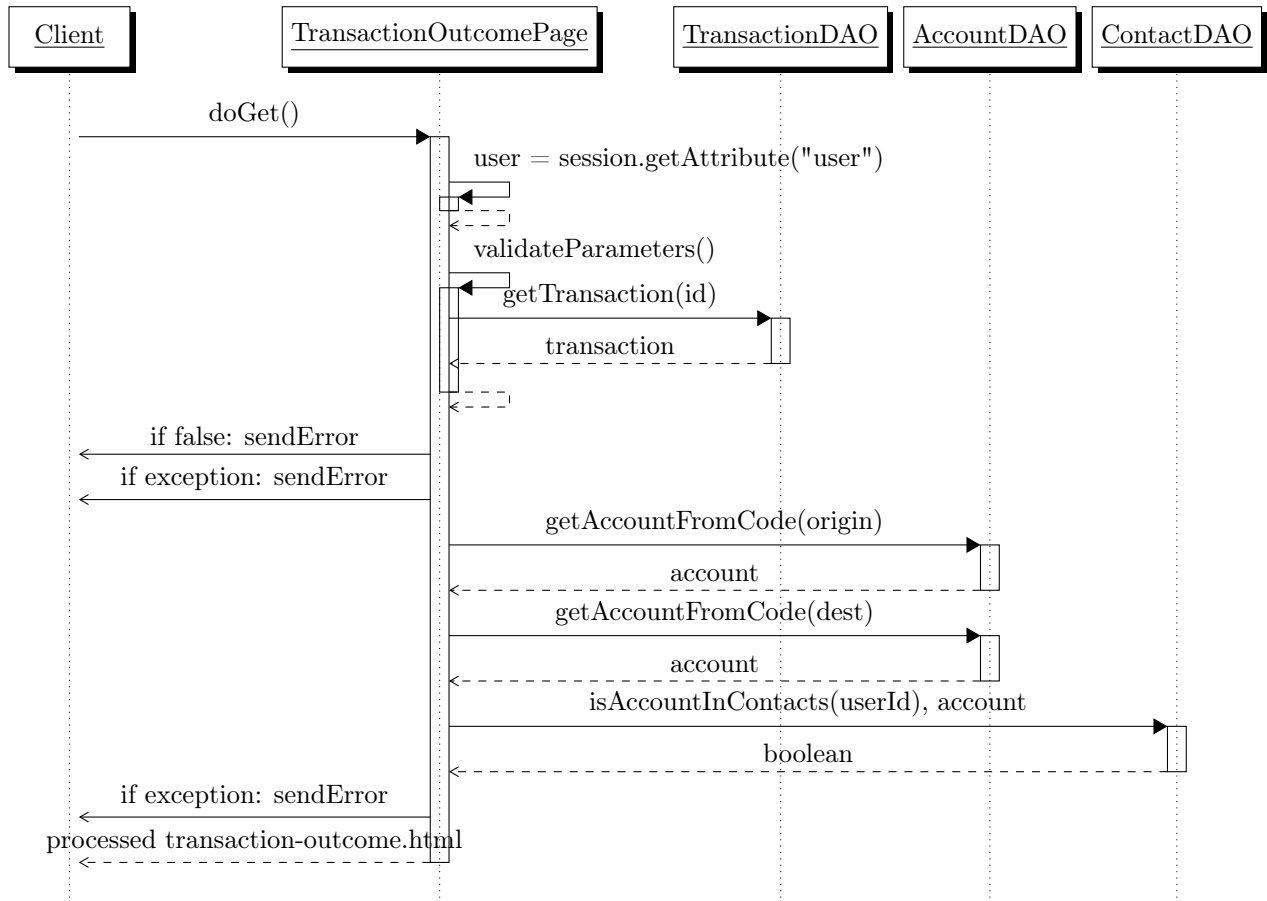 Client
TransactionOutcomePage
TransactionDAO
AccountDAO
ContactDAO
doGet()
user = session.getAttribute("user")
validateParameters()
getTransaction(id)
transaction
if false: sendError
if exception: sendError
getAccountFromCode(origin)
account
getAccountFromCode(dest)
account
isAccountInContacts(userId), account
boolean
if exception: sendError
processed transaction-outcome.html